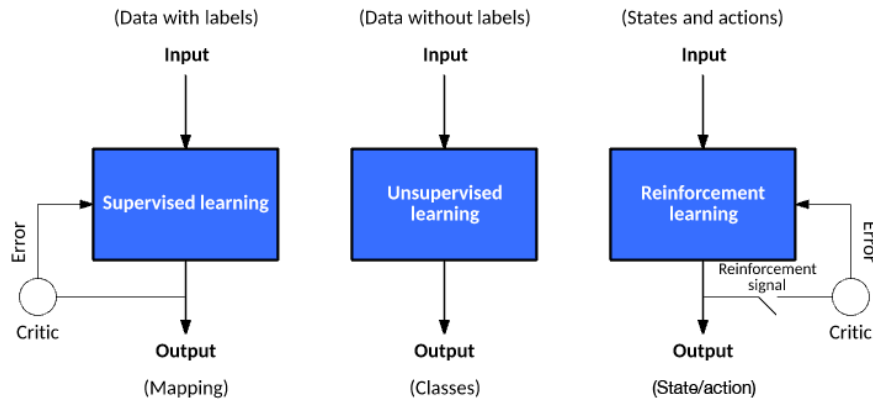 (Data with labels)
Input
Supervised learning
Error
Critic
Output
(Mapping)
(Data without labels)
Input
Unsupervised
learning
Output
(Classes)
(States and actions)
Input
Reinforcement
learning
Error
Reinforcement
signal
Critic
Output
(State/action)